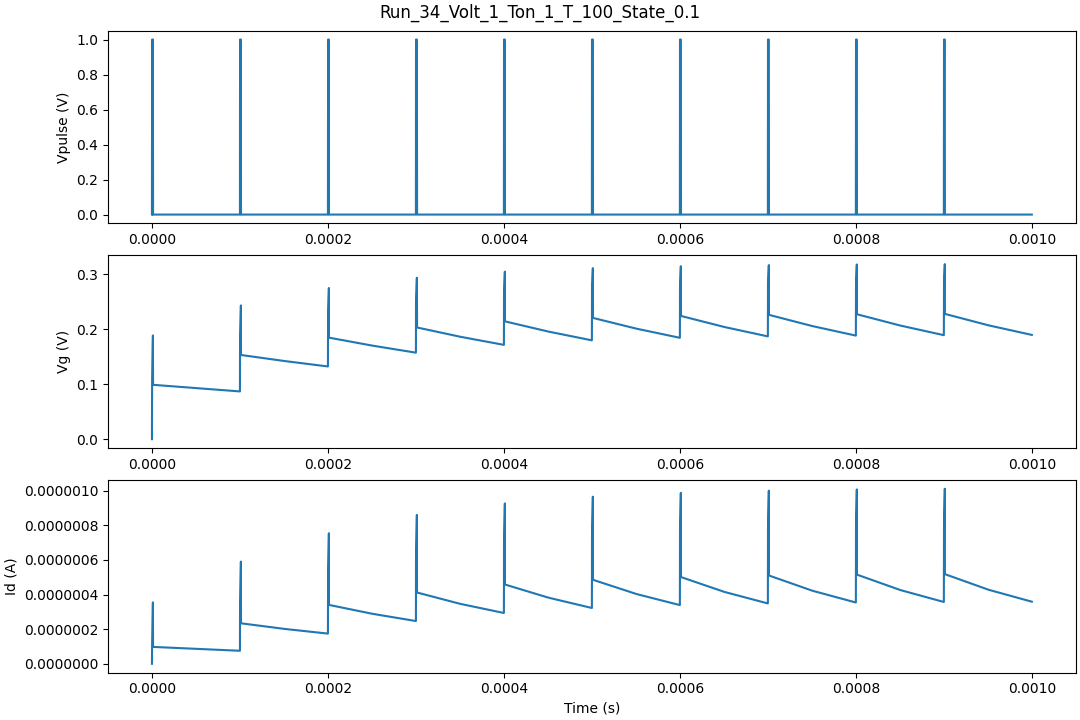 Run_34_Volt_1_Ton_1_T_100_State_0.1
Vpulse (V)
1.0
0.8
0.6
0.4
0.2
0.0
0.0000 0.0002 0.0004 0.0006 0.0008 0.0010
Vg (V)
0.3
0.2
0.1
0.0
0.0000 0.0002 0.0004 0.0006 0.0008 0.0010
Id (A)
0.0000010
0.0000008
0.0000006
0.0000004
0.0000002
0.0000000
0.0000 0.0002 0.0004 0.0006 0.0008 0.0010
Time (s)